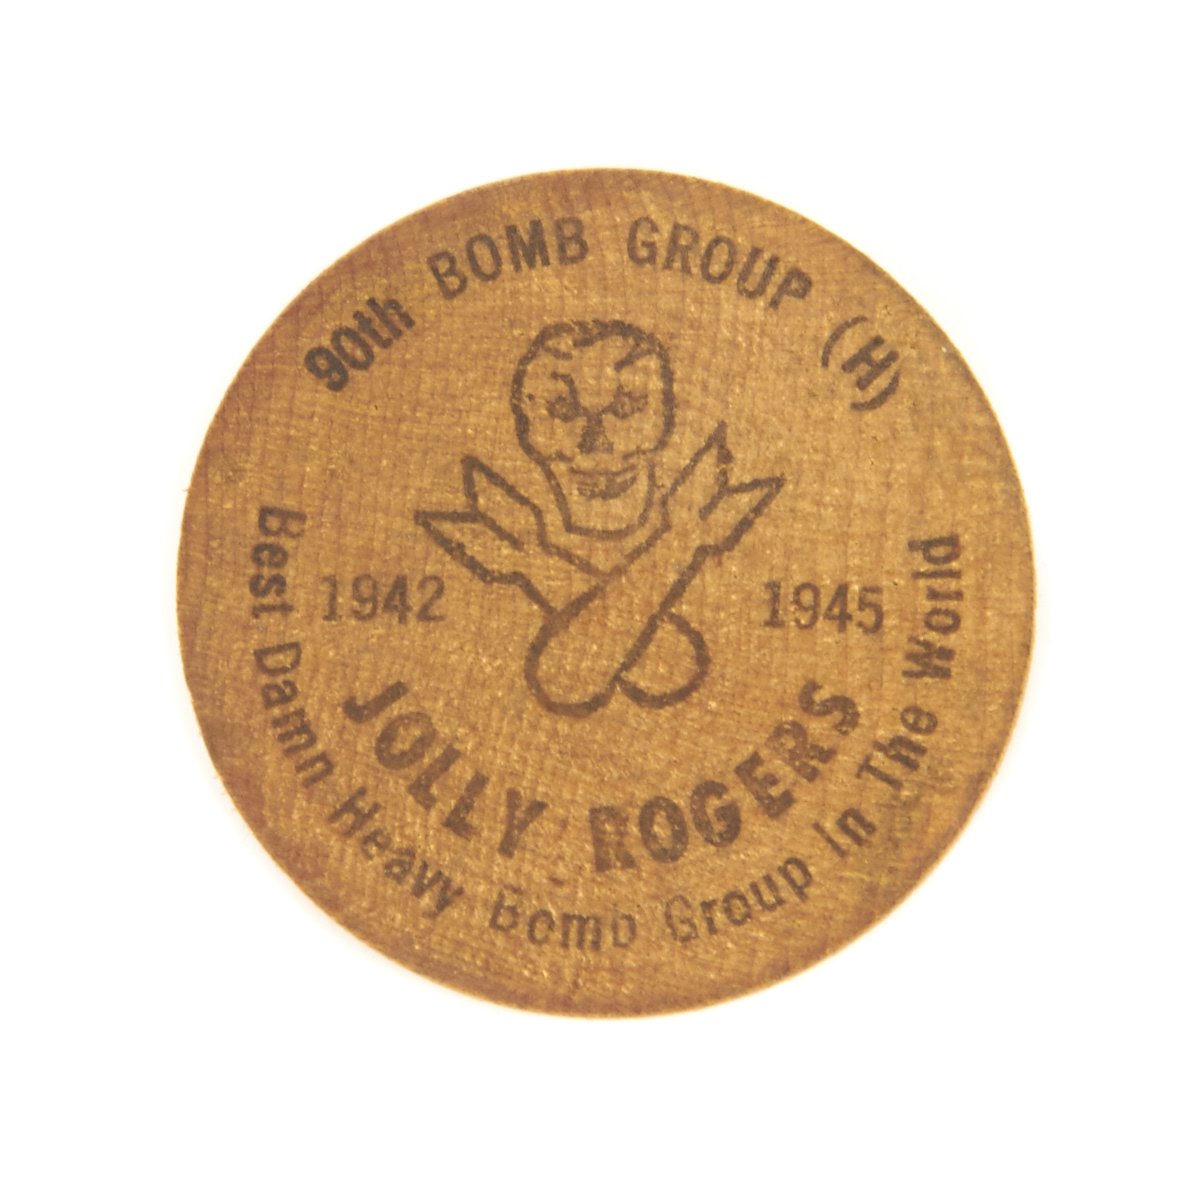 90th BOMB GROUP (H)
1942
1945
JOLLY ROGERS
Best Damn Heavy Bomb Group In The World